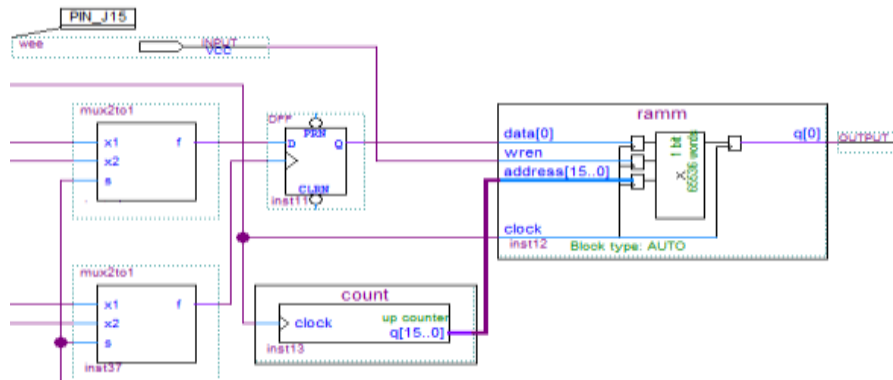 PIN_J15
wee
INPUT
VCC
mux2to1
x1
f
x2
s
DFF
PRN
D
Q
CLRN
inst11
ramm
data[0]
wren
address[15..0]
clock
inst12
1 bit
X
65536 words
q[0]
Block type: AUTO
OUTPUT
mux2to1
x1
f
x2
s
inst37
count
up counter
clock
q[15..0]
inst13